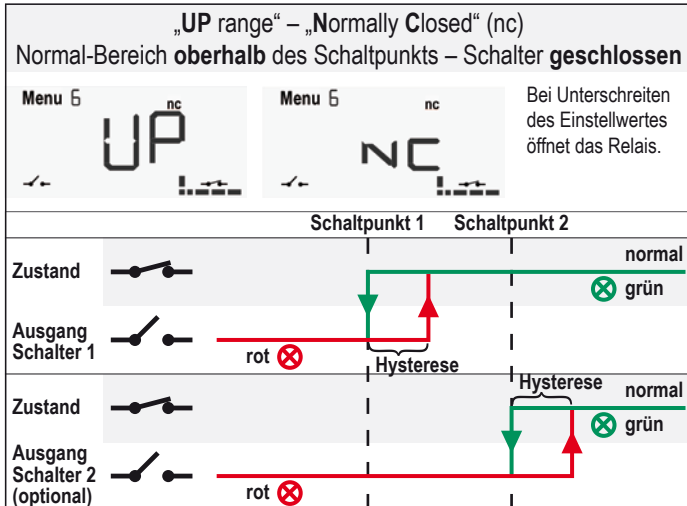 „UP range“ – „Normally Closed“ (nc)
Normal-Bereich oberhalb des Schaltpunkts – Schalter geschlossen
Menu 6
nc
UP
Menu 6
nc
NC
Bei Unterschreiten
des Einstellwertes
öffnet das Relais.
Schaltpunkt 1
Schaltpunkt 2
Zustand
normal
grün
Ausgang
Schalter 1
rot
Hysterese
Zustand
Hysterese
normal
grün
Ausgang
Schalter 2
(optional)
rot